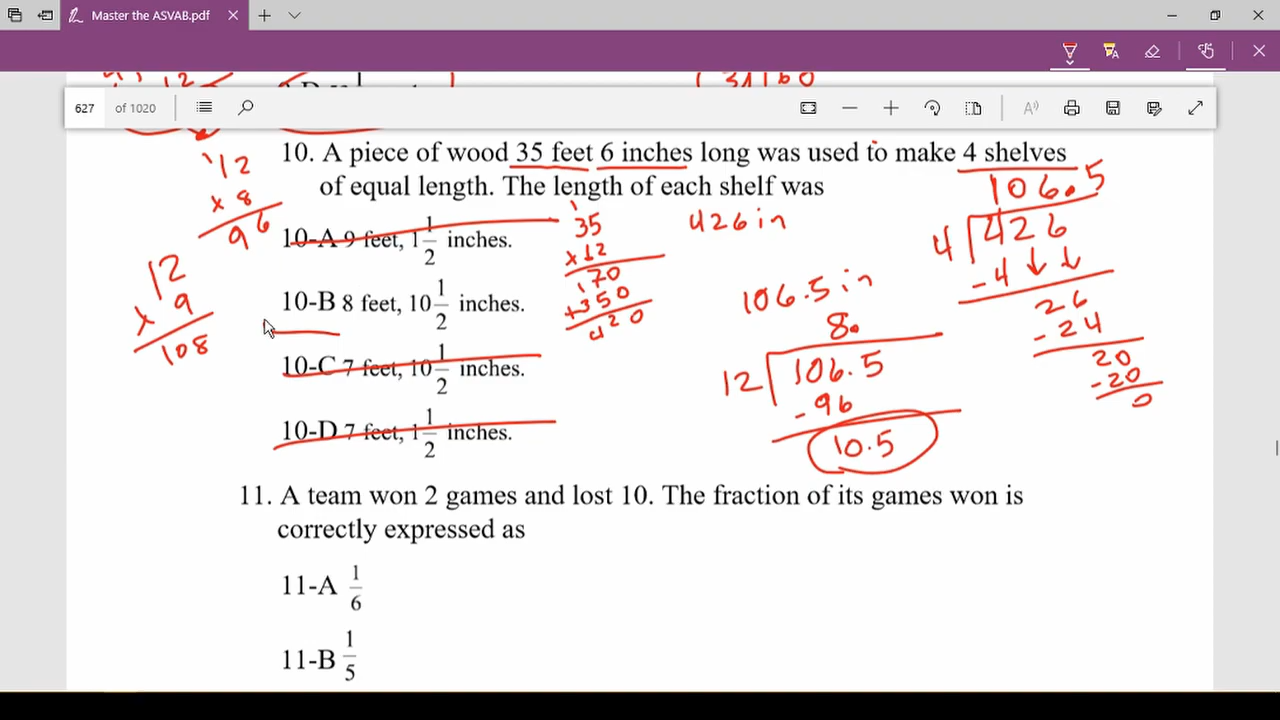 Master the ASVAB.pdf
627 of 1020
10. A piece of wood 35 feet 6 inches long was used to make 4 shelves
of equal length. The length of each shelf was
10-A 9 feet, 1 1/2 inches.
10-B 8 feet, 10 1/2 inches.
10-C 7 feet, 10 1/2 inches.
10-D 7 feet, 1 1/2 inches.
12
x 8
96
12
x 9
108
1
35
x 12
170
+350
420
426 in
106.5 in
8.
12 106.5
-96
10.5
106.5
4 426
-4
26
-24
20
-20
0
11. A team won 2 games and lost 10. The fraction of its games won is
correctly expressed as
11-A 1/6
11-B 1/5